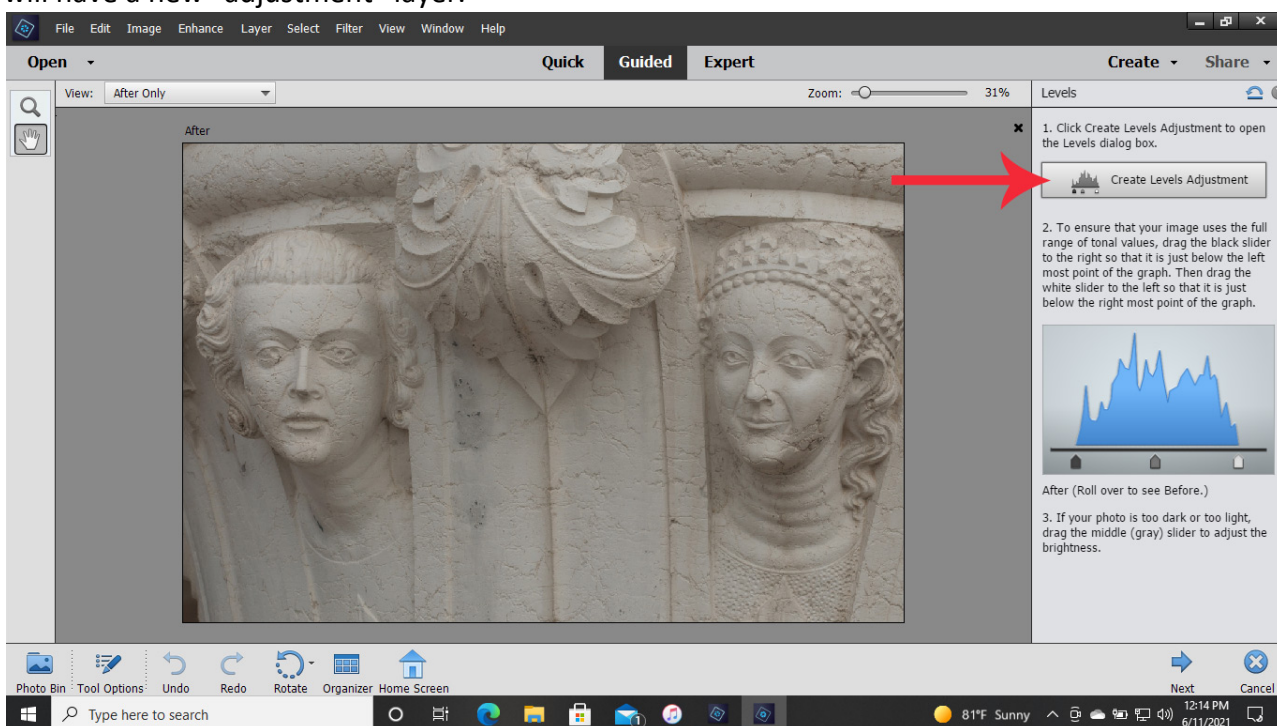 will have a new "adjustment" layer.
File Edit Image Enhance Layer Select Filter View Window Help
Open Quick Guided Expert Create Share
View: After Only Zoom: 31% Levels
After
1. Click Create Levels Adjustment to open
the Levels dialog box.
Create Levels Adjustment
2. To ensure that your image uses the full
range of tonal values, drag the black slider
to the right so that it is just below the left
most point of the graph. Then drag the
white slider to the left so that it is just
below the right most point of the graph.
After (Roll over to see Before.)
3. If your photo is too dark or too light,
drag the middle (gray) slider to adjust the
brightness.
Photo Bin Tool Options Undo Redo Rotate Organizer Home Screen Next Cancel
Type here to search 81°F Sunny 12:14 PM
6/11/2021